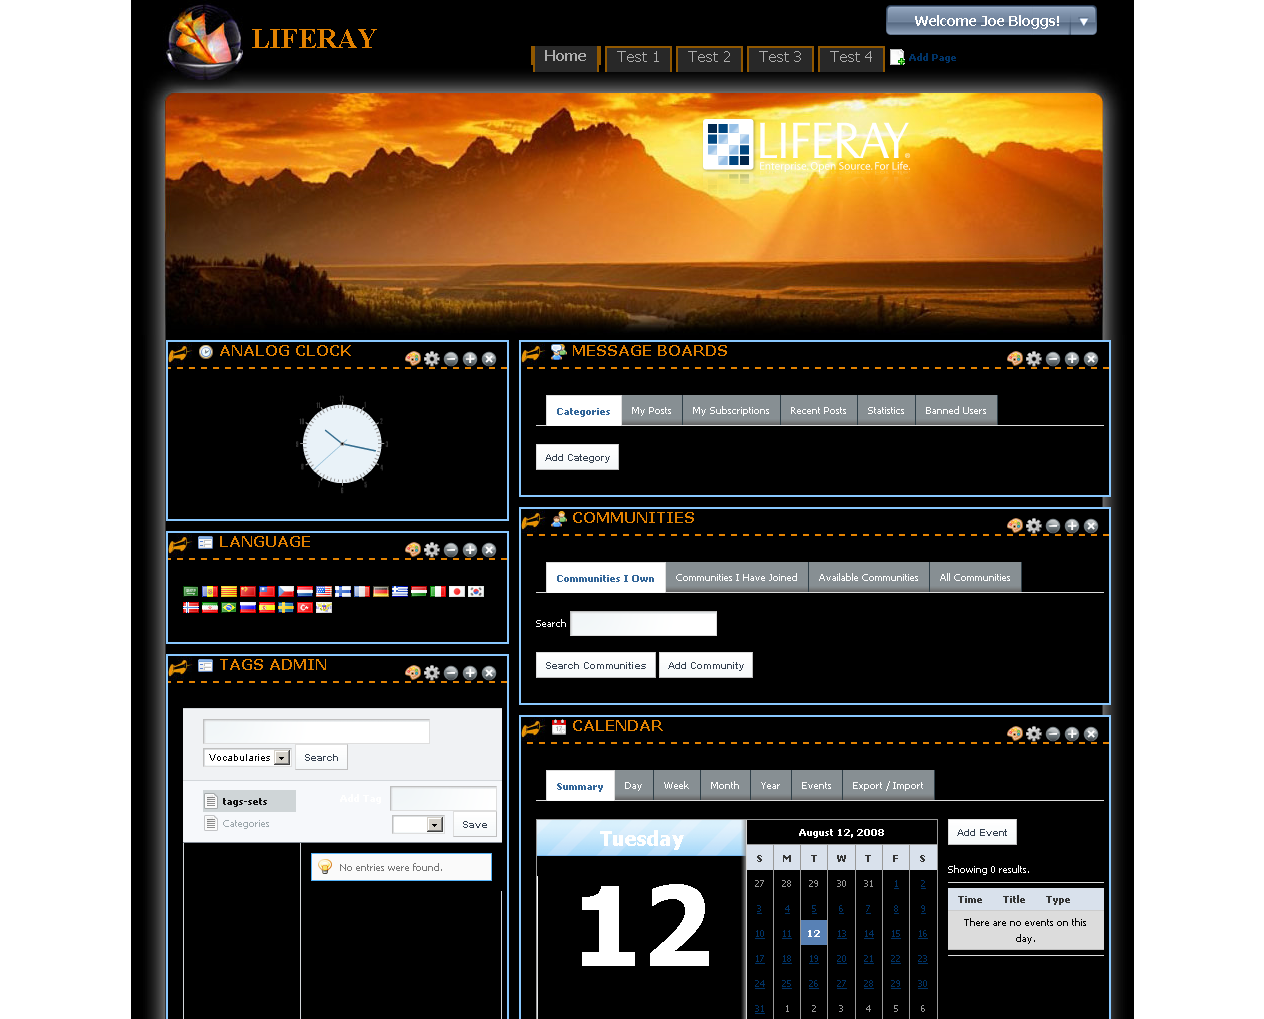 LIFERAY
Welcome Joe Bloggs!
Home Test 1 Test 2 Test 3 Test 4 Add Page
LIFERAY.
Enterprise. Open Source. For Life.
ANALOG CLOCK
LANGUAGE
TAGS ADMIN
Vocabularies Search
tags-sets Add Tag
Categories
Save
No entries were found.
MESSAGE BOARDS
Categories My Posts My Subscriptions Recent Posts Statistics Banned Users
Add Category
COMMUNITIES
Communities I Own Communities I Have Joined Available Communities All Communities
Search
Search Communities Add Community
CALENDAR
Summary Day Week Month Year Events Export / Import
Tuesday
12
August 12, 2008
S M T W T F S
27 28 29 30 31 1 2
3 4 5 6 7 8 9
10 11 12 13 14 15 16
17 18 19 20 21 22 23
24 25 26 27 28 29 30
31 1 2 3 4 5 6
Add Event
Showing 0 results.
Time Title Type
There are no events on this
day.